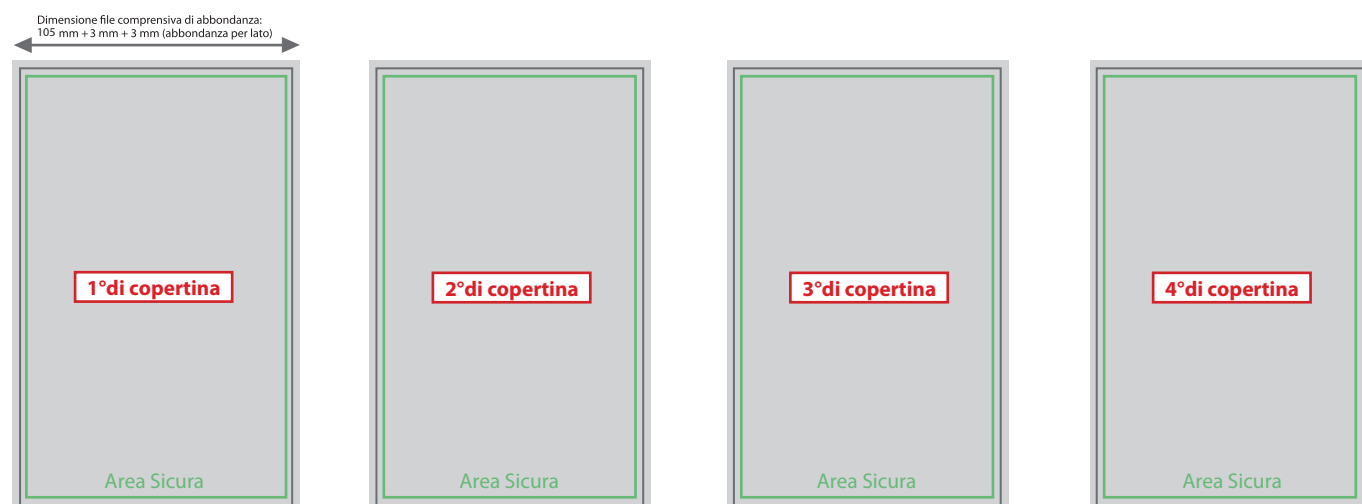 Dimensione file comprensiva di abbondanza:
105 mm + 3 mm + 3 mm (abbondanza per lato)
1°di copertina
2°di copertina
3°di copertina
4°di copertina
Area Sicura
Area Sicura
Area Sicura
Area Sicura